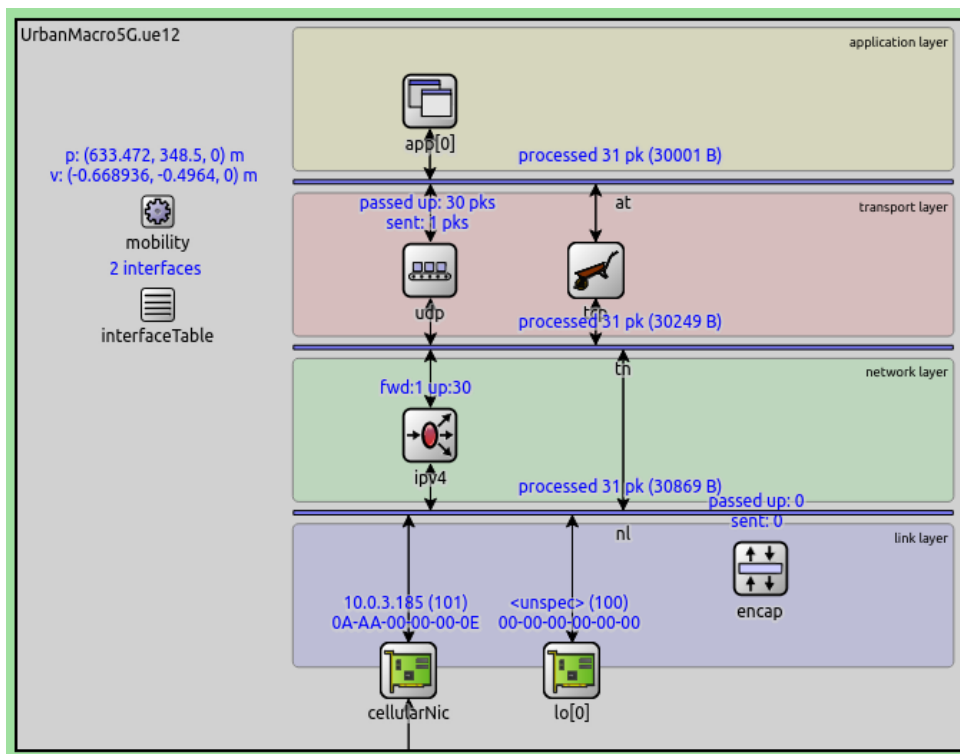 UrbanMacro5G.ue12
application layer
app[0]
processed 31 pk (30001 B)
p: (633.472, 348.5, 0) m
v: (-0.668936, -0.4964, 0) m
mobility
2 interfaces
interfaceTable
passed up: 30 pks
sent: 1 pks
at
transport layer
udp
tcp
processed 31 pk (30249 B)
tn
network layer
fwd:1 up:30
ipv4
processed 31 pk (30869 B)
passed up: 0
sent: 0
nl
link layer
encap
10.0.3.185 (101)
0A-AA-00-00-00-0E
<unspec> (100)
00-00-00-00-00-00
cellularNic
lo[0]